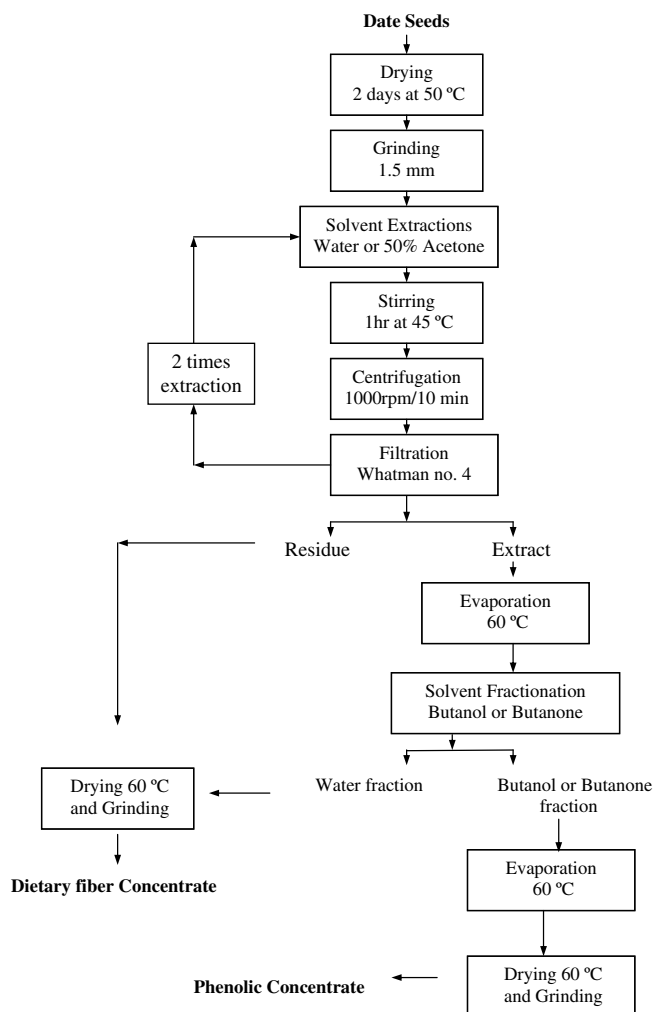 Date Seeds
Drying
2 days at 50 ºC
Grinding
1.5 mm
Solvent Extractions
Water or 50% Acetone
Stirring
1hr at 45 ºC
2 times
extraction
Centrifugation
1000rpm/10 min
Filtration
Whatman no. 4
Residue
Extract
Evaporation
60 ºC
Solvent Fractionation
Butanol or Butanone
Water fraction
Butanol or Butanone
fraction
Drying 60 ºC
and Grinding
Dietary fiber Concentrate
Evaporation
60 ºC
Phenolic Concentrate
Drying 60 ºC
and Grinding